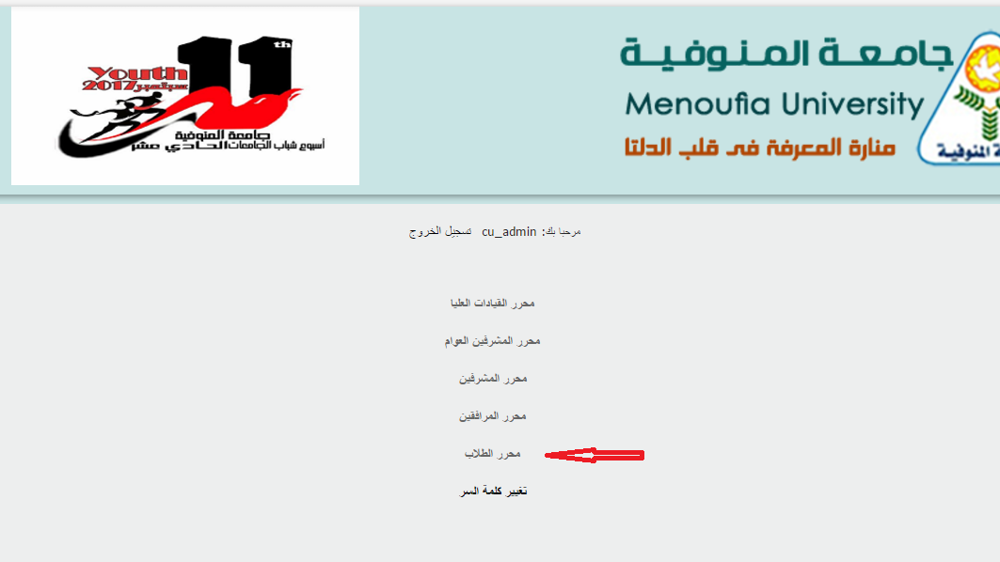 11th
Youth
سبتمبر2017
جامعة المنوفية
أسبوع شباب الجامعات الحادي عشر
جامعة المنوفية
Menoufia University
منارة المعرفة فى قلب الدلتا
المنوفية
مرحبا بك: cu_admin تسجيل الخروج
محرر القيادات العليا
محرر المشرفين العوام
محرر المشرفين
محرر المرافقين
محرر الطلاب
تغيير كلمة السر